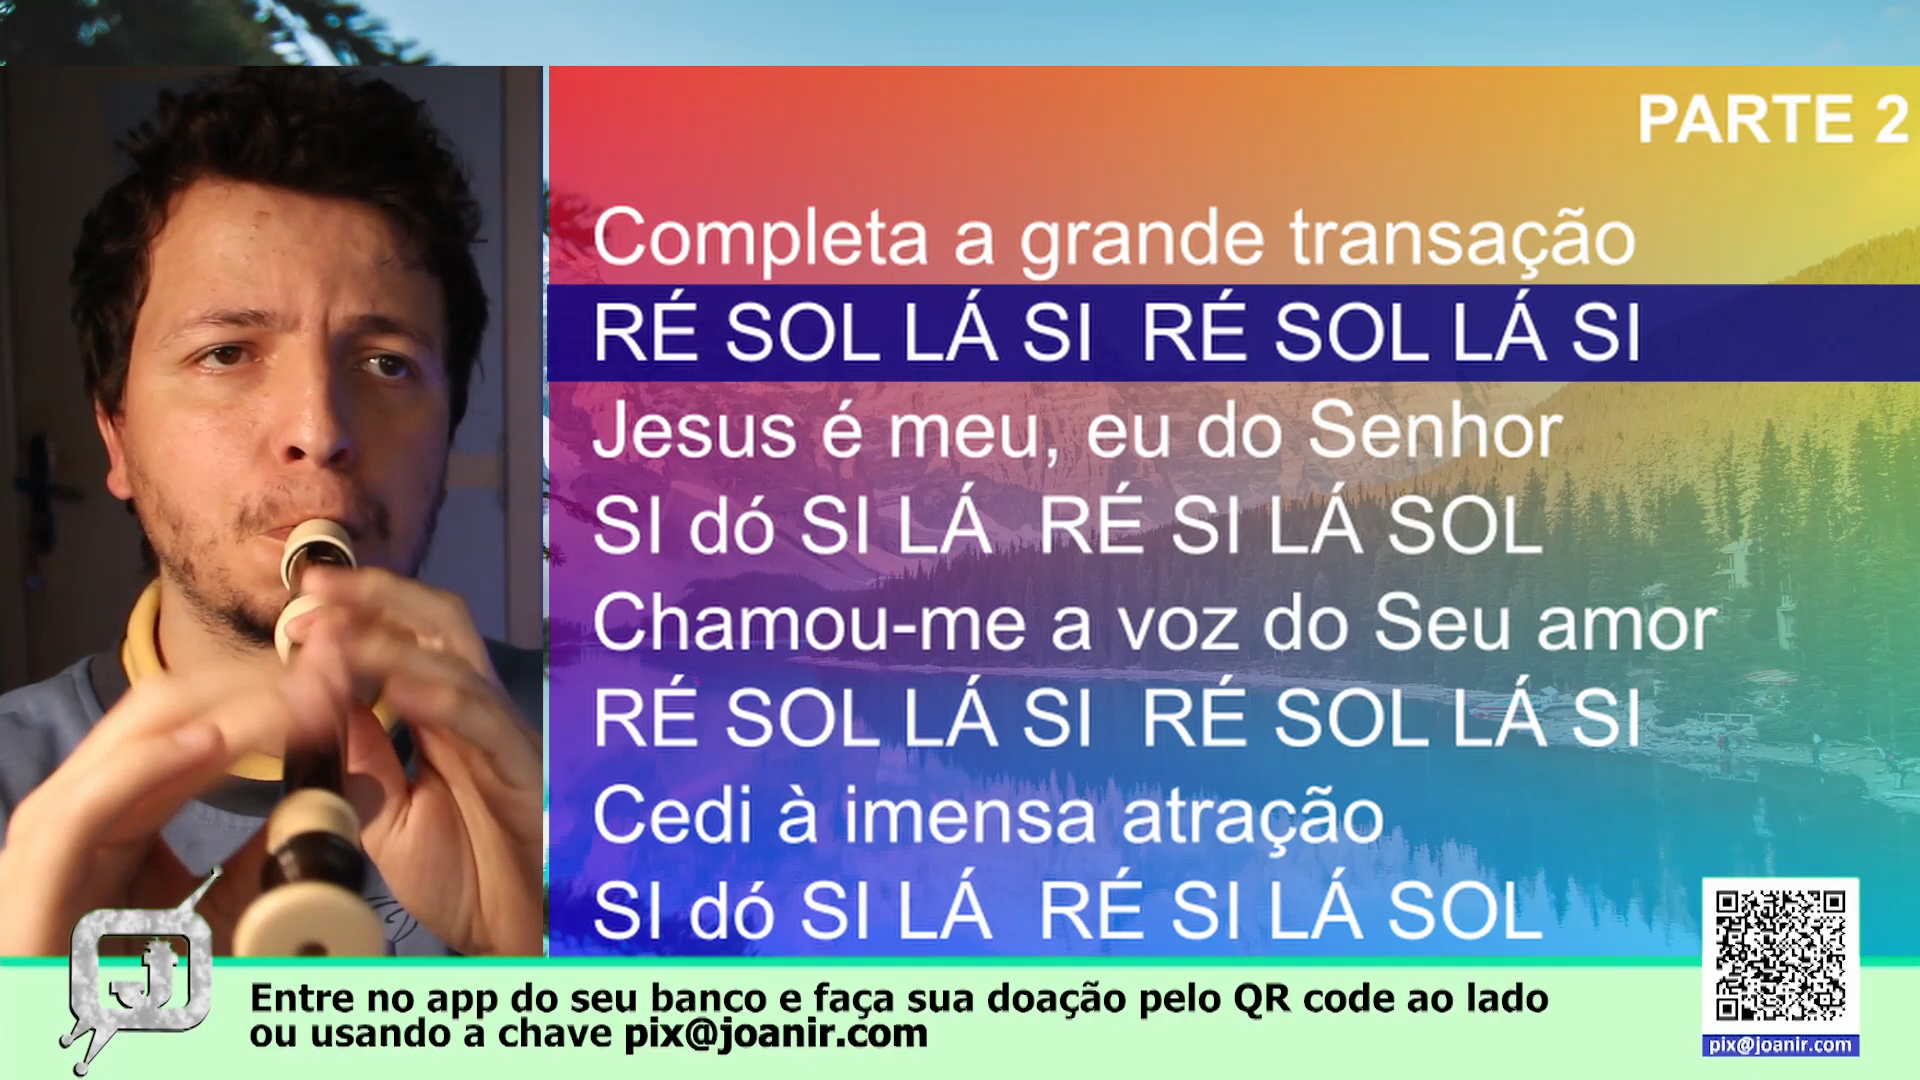 PARTE 2
Completa a grande transação
RÉ SOL LÁ SI  RÉ SOL LÁ SI
Jesus é meu, eu do Senhor
SI dó SI LÁ  RÉ SI LÁ SOL
Chamou-me a voz do Seu amor
RÉ SOL LÁ SI  RÉ SOL LÁ SI
Cedi à imensa atração
SI dó SI LÁ  RÉ SI LÁ SOL
Entre no app do seu banco e faça sua doação pelo QR code ao lado
ou usando a chave pix@joanir.com
pix@joanir.com